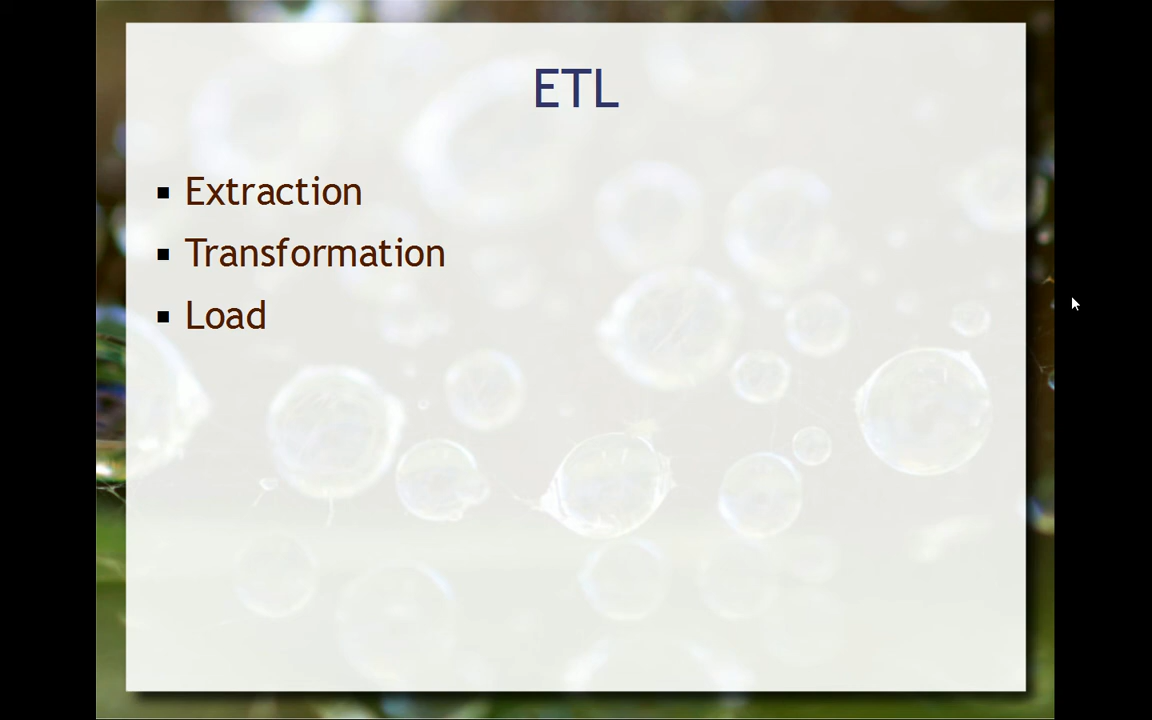 ETL
▪ Extraction
▪ Transformation
▪ Load